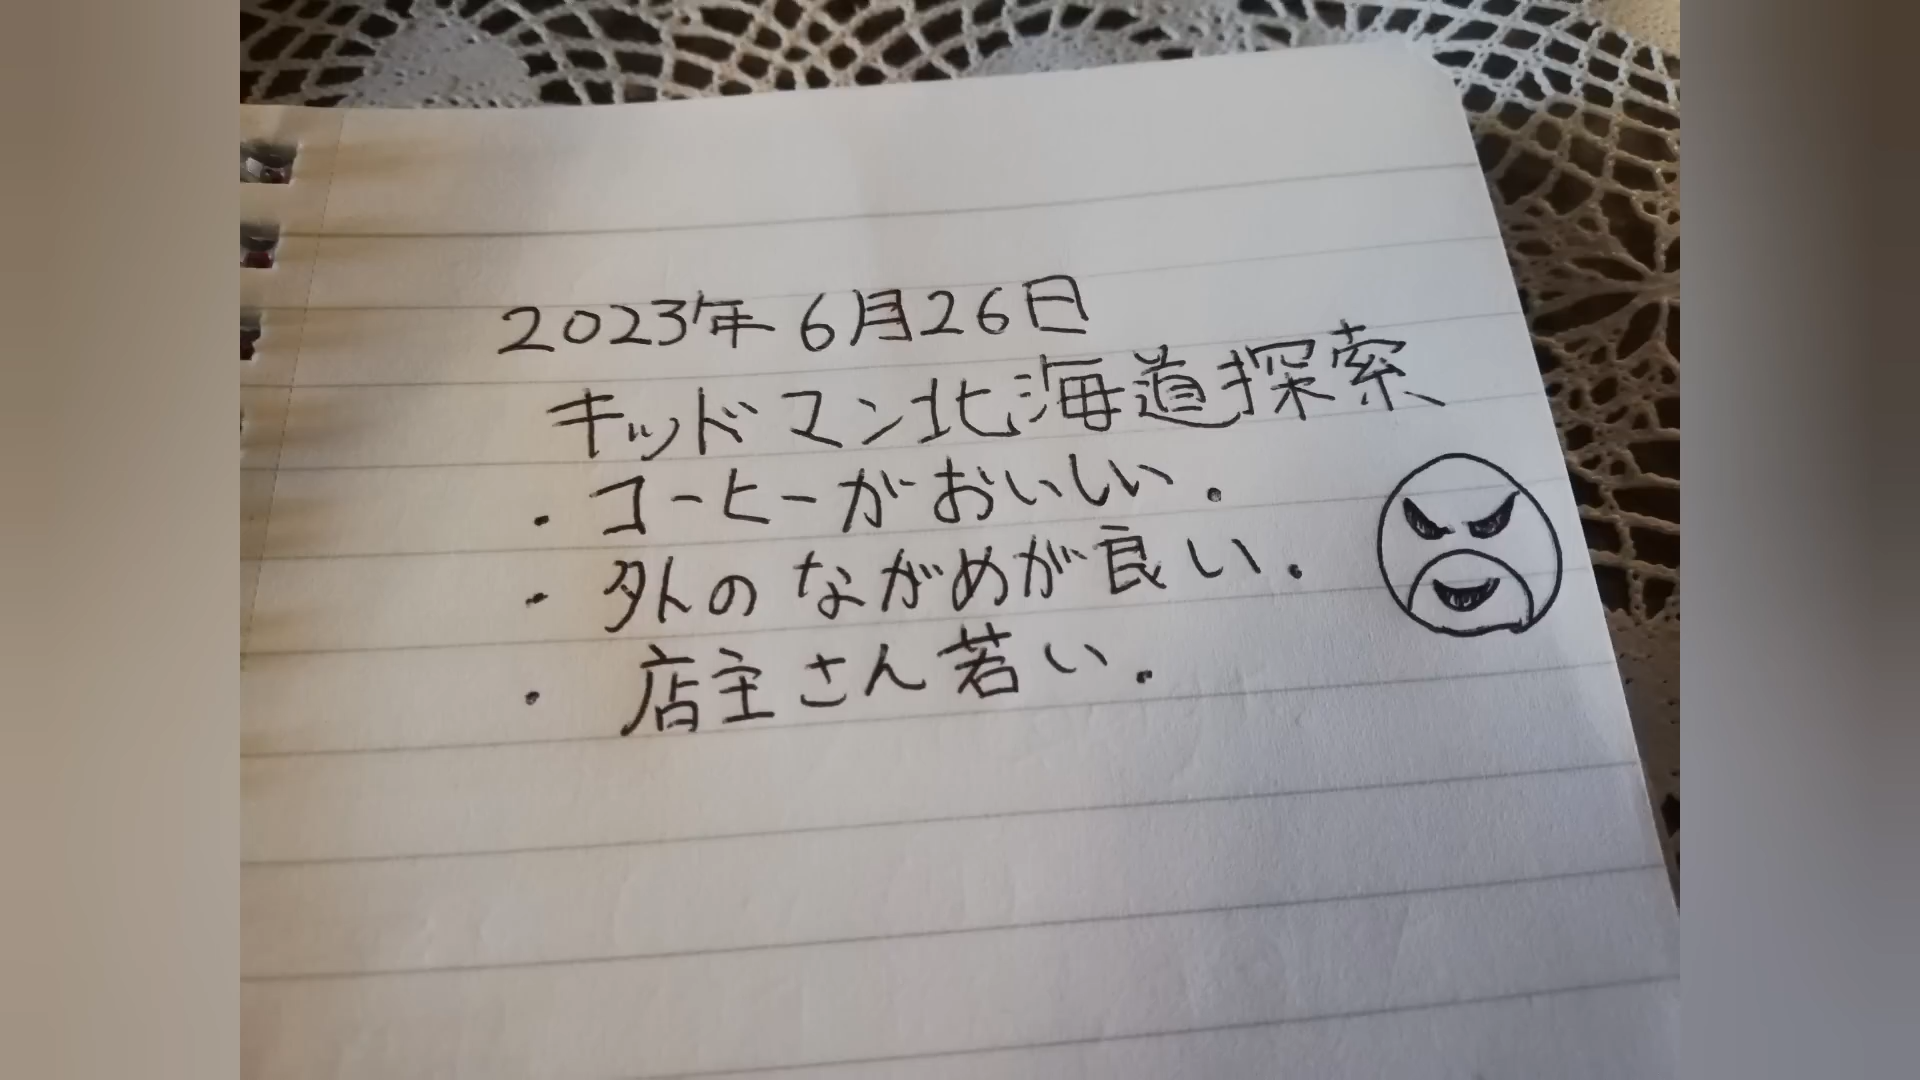 2023年6月26日
キッドマン北海道探索、
・コーヒーがおいしい.
・外のながめが良い.
・店主さん若い.